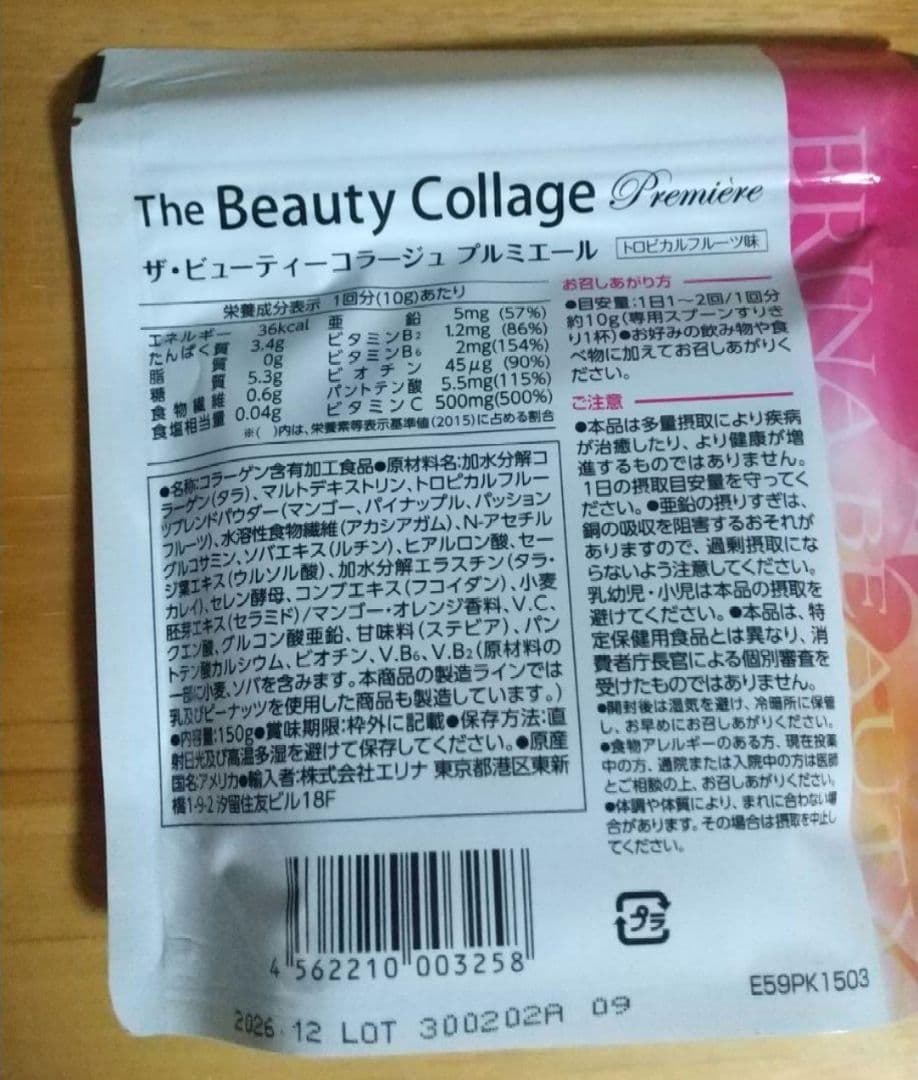 The Beauty Collage Première
ザ・ビューティーコラージュ プルミエール トロピカルフルーツ味
栄養成分表示 1回分(10g)あたり
エネルギー 36kcal 亜鉛 5mg (57%)
たんぱく質 3.4g ビタミンB2 1.2mg (86%)
脂質 0g ビタミンB6 2mg(154%)
糖質 5.3g ビオチン 45μg (90%)
食物繊維 0.6g パントテン酸 5.5mg(115%)
食塩相当量 0.04g ビタミンC 500mg(500%)
※( )内は、栄養素等表示基準値(2015)に占める割合
●名称:コラーゲン含有加工食品●原材料名:加水分解コ
ラーゲン(タラ)、マルトデキストリン、トロピカルフルー
ツブレンドパウダー(マンゴー、パイナップル、パッション
フルーツ)、水溶性食物繊維(アカシアガム)、N-アセチル
グルコサミン、ソバエキス(ルチン)、ヒアルロン酸、セー
ジ葉エキス(ウルソル酸)、加水分解エラスチン(タラ・
カレイ)、セレン酵母、コンブエキス(フコイダン)、小麦
胚芽エキス(セラミド)/マンゴー・オレンジ香料、V.C、
クエン酸、グルコン酸亜鉛、甘味料(ステビア)、パン
トテン酸カルシウム、ビオチン、V.B6、V.B2(原材料の
一部に小麦、ソバを含みます。本商品の製造ラインでは
乳及びピーナッツを使用した商品も製造しています。)
●内容量:150g●賞味期限:枠外に記載●保存方法:直
射日光及び高温多湿を避けて保存してください。●原産
国名:アメリカ●輸入者:株式会社エリナ 東京都港区東新
橋1-9-2 汐留住友ビル18F
お召しあがり方
●目安量:1日1〜2回/1回分
約10g(専用スプーンすりき
り1杯)●お好みの飲み物や食
べ物に加えてお召しあがりく
ださい。
ご注意
●本品は多量摂取により疾病
が治癒したり、より健康が増
進するものではありません。
1日の摂取目安量を守ってく
ださい。●亜鉛の摂りすぎは、
銅の吸収を阻害するおそれが
ありますので、過剰摂取にな
らないよう注意してください。
乳幼児・小児は本品の摂取を
避けてください。●本品は、特
定保健用食品とは異なり、消
費者庁長官による個別審査を
受けたものではありません。
●開封後は湿気を避け、冷暗所に保管
し、お早めにお召しあがりください。
●食物アレルギーのある方、現在投薬
中の方、通院または入院中の方は医師
とご相談の上、お召しあがりください。
●体調や体質により、まれに合わない場
合があります。その場合は摂取を中止し
てください。
プラ
4 562210 003258
E59PK1503
2026.12 LOT 300202A 09
ERINA BEAUTY